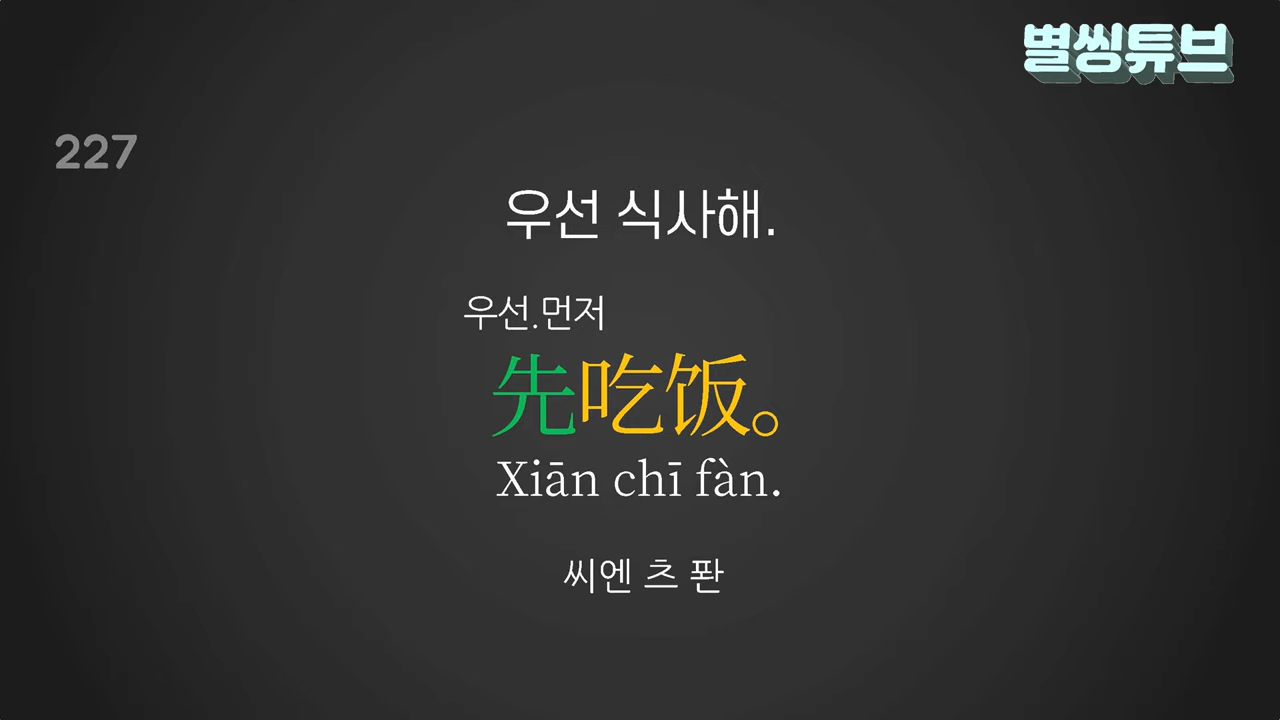 별씽튜브
227
우선 식사해.
우선.먼저
先吃饭。
Xiān chī fàn.
씨엔 츠 퐌